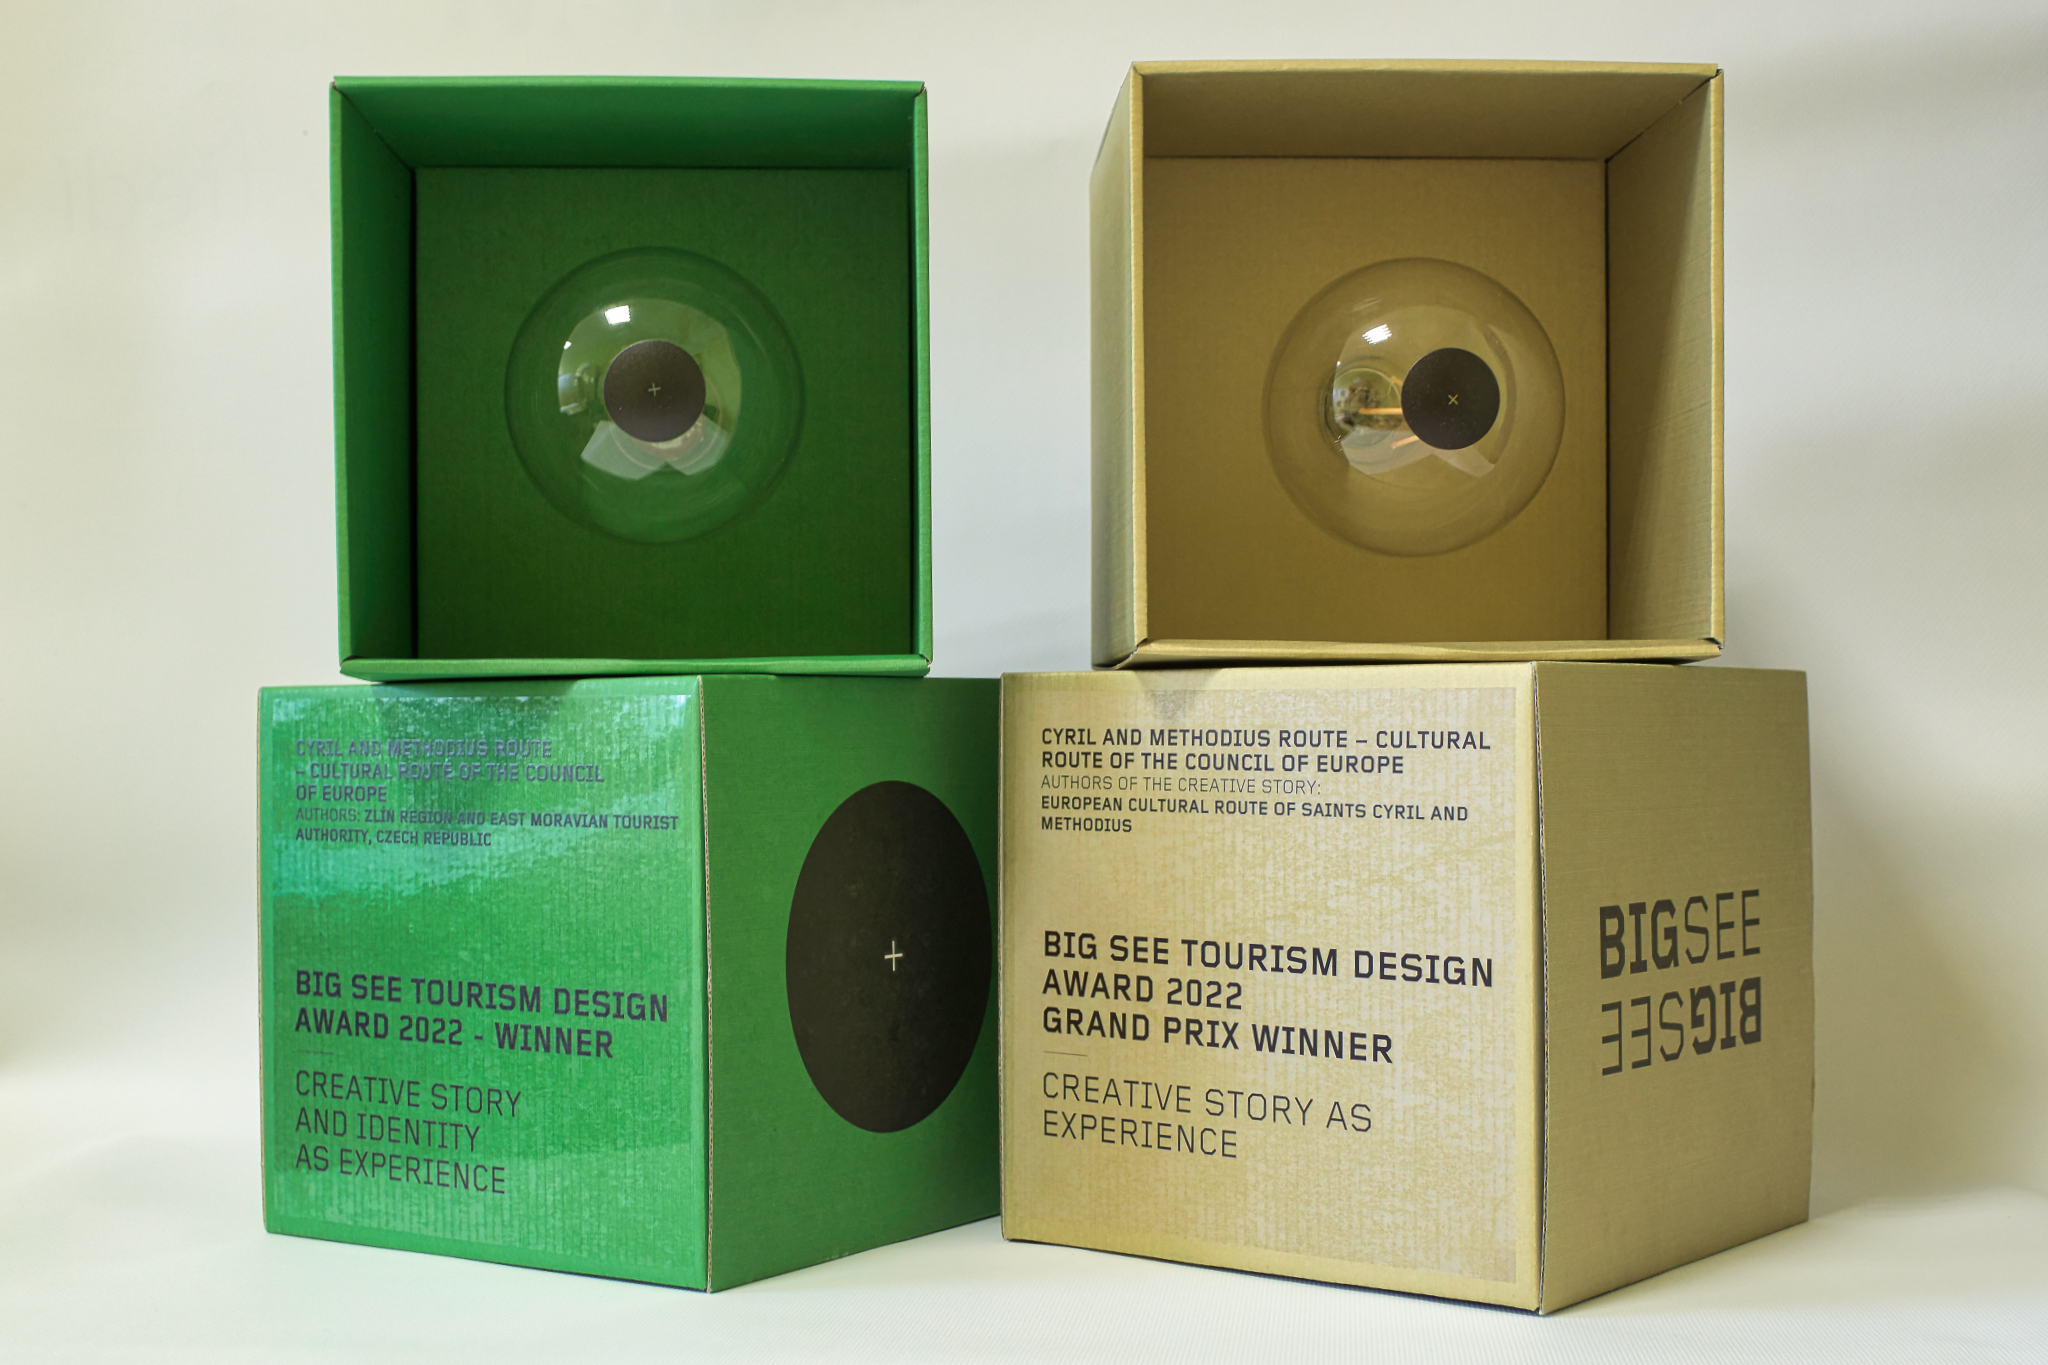 CYRIL AND METHODIUS ROUTE
– CULTURAL ROUTE OF THE COUNCIL
OF EUROPE
AUTHORS: ZLÍN REGION AND EAST MORAVIAN TOURIST
AUTHORITY, CZECH REPUBLIC
BIG SEE TOURISM DESIGN
AWARD 2022 - WINNER
CREATIVE STORY
AND IDENTITY
AS EXPERIENCE
CYRIL AND METHODIUS ROUTE – CULTURAL
ROUTE OF THE COUNCIL OF EUROPE
AUTHORS OF THE CREATIVE STORY:
EUROPEAN CULTURAL ROUTE OF SAINTS CYRIL AND
METHODIUS
BIG SEE TOURISM DESIGN
AWARD 2022
GRAND PRIX WINNER
CREATIVE STORY AS
EXPERIENCE
BIGSEE
BIGSEE